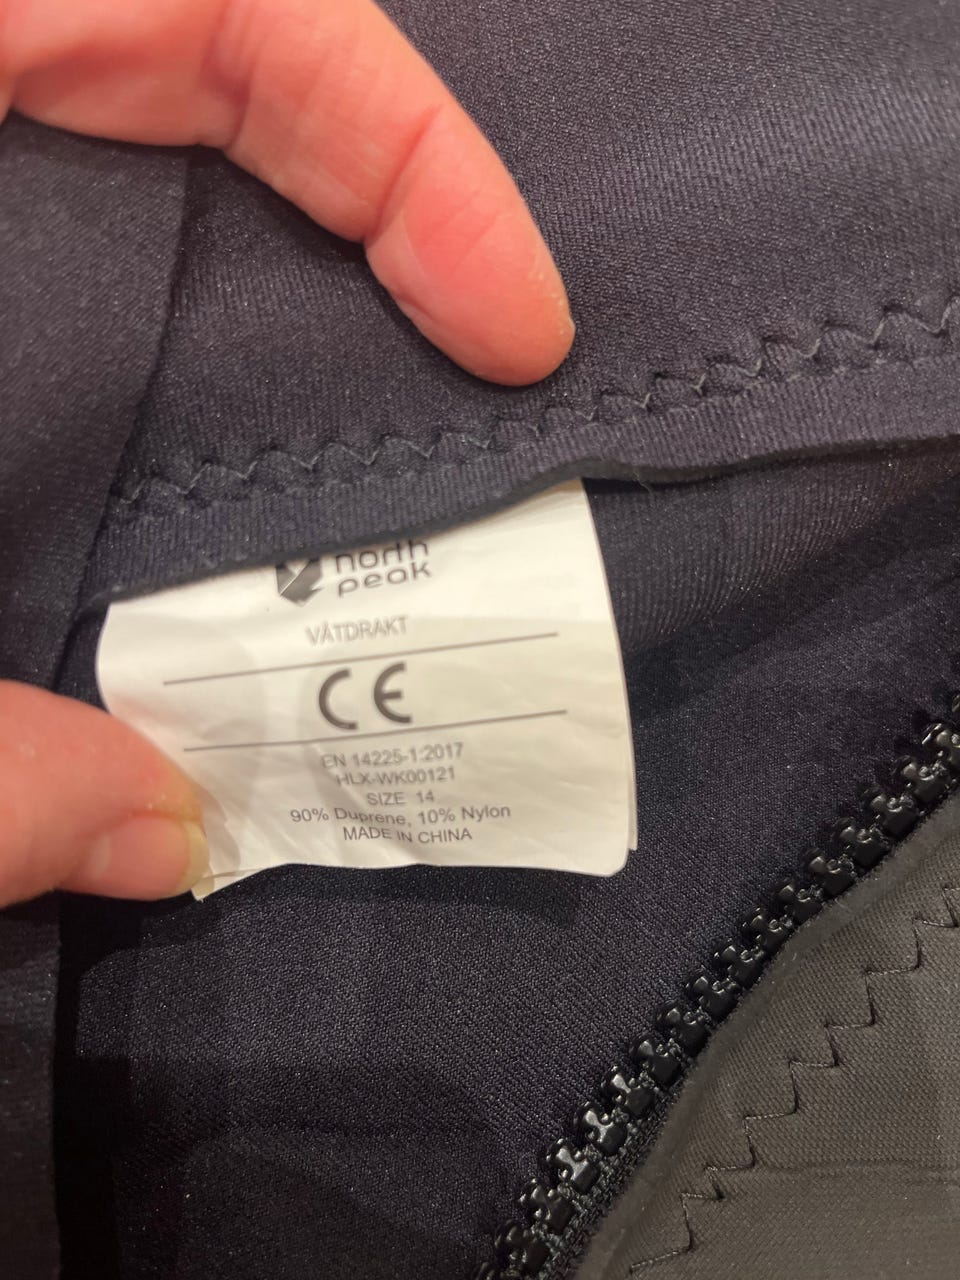 north
peak
VÅTDRAKT
CE
EN 14225-1:2017
HLX-WK00121
SIZE 14
90% Duprene, 10% Nylon
MADE IN CHINA